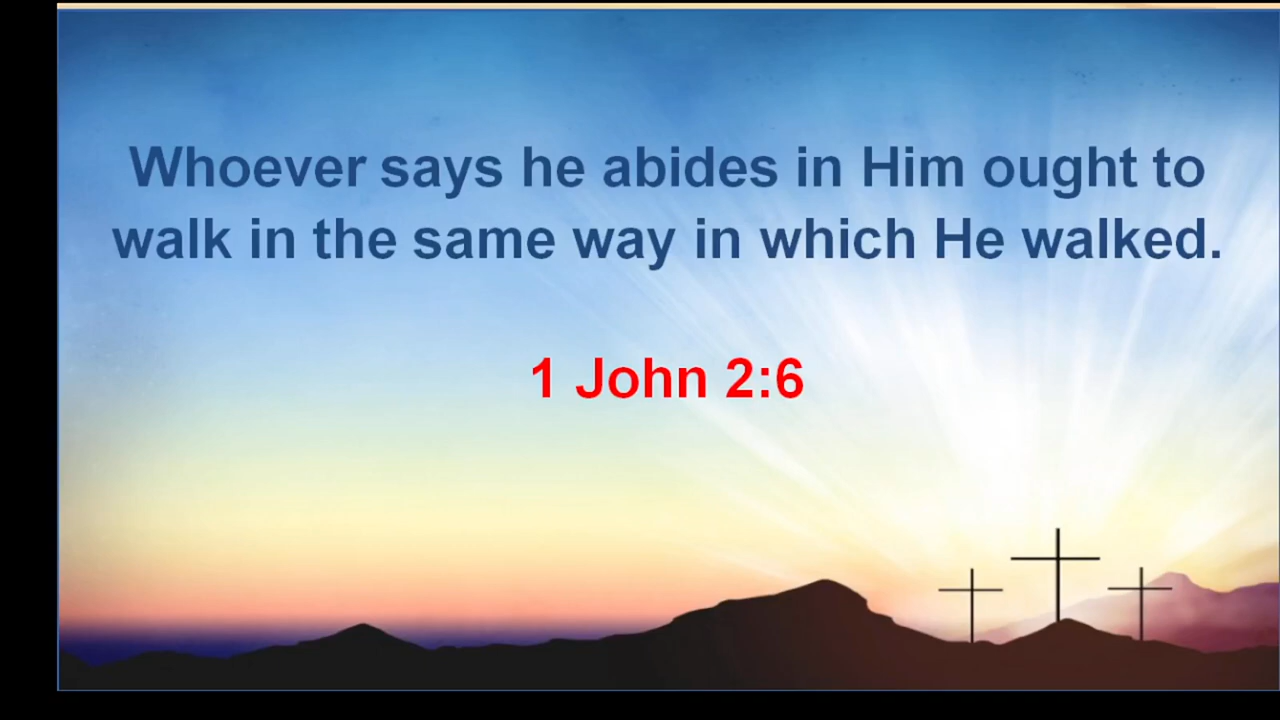 Whoever says he abides in Him ought to
walk in the same way in which He walked.
1 John 2:6